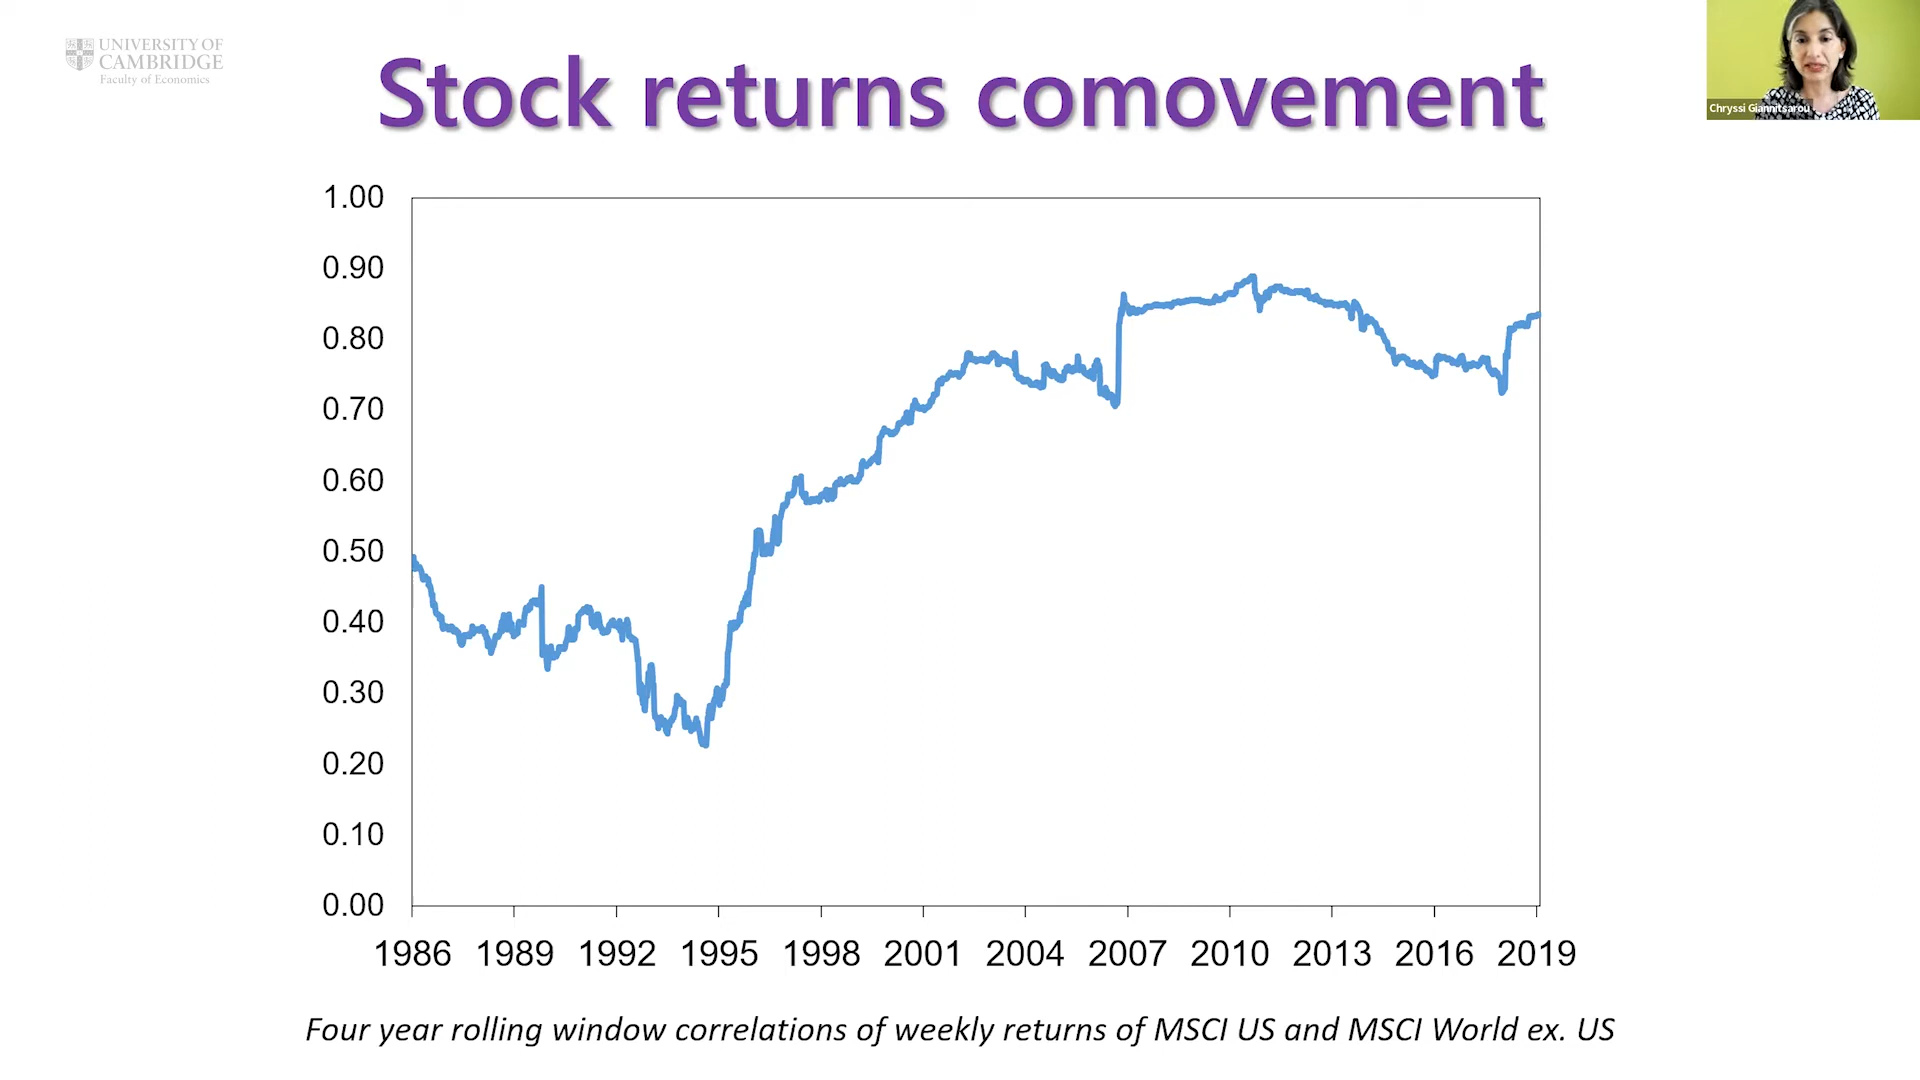 UNIVERSITY OF
CAMBRIDGE
Faculty of Economics
Stock returns comovement
Chryssi Giannitsarou
1.00
0.90
0.80
0.70
0.60
0.50
0.40
0.30
0.20
0.10
0.00
1986 1989 1992 1995 1998 2001 2004 2007 2010 2013 2016 2019
Four year rolling window correlations of weekly returns of MSCI US and MSCI World ex. US